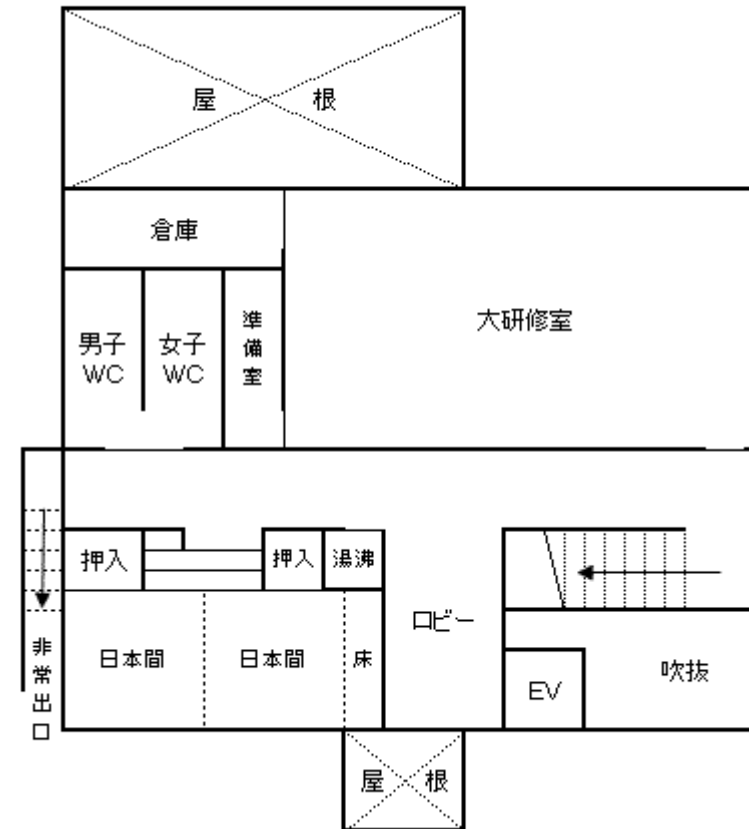 屋根
倉庫
大研修室
男子
WC
女子
WC
準備室
押入
押入
湯沸
ロビー
日本間
日本間
床
吹抜
EV
非常出口
屋根